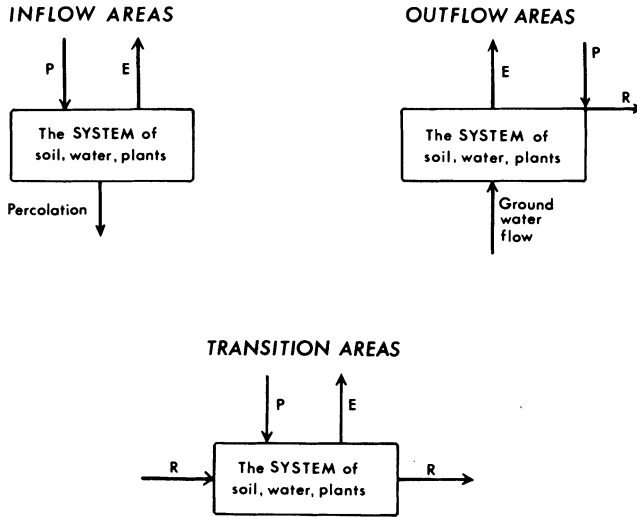 INFLOW AREAS
P
E
The SYSTEM of
soil, water, plants
Percolation
OUTFLOW AREAS
E
P
R
The SYSTEM of
soil, water, plants
Ground
water
flow
TRANSITION AREAS
P
E
R
The SYSTEM of
soil, water, plants
R